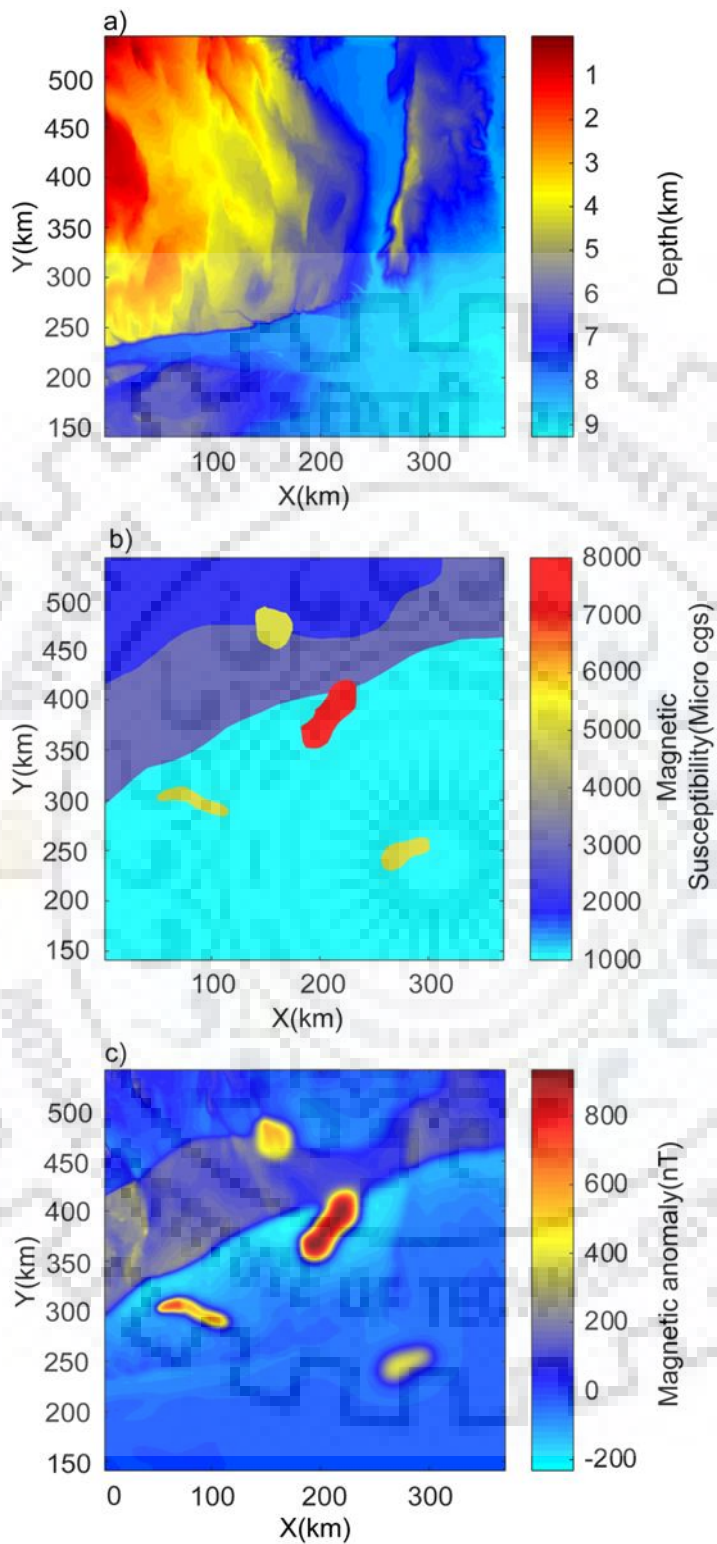 a)
500
450
400
350
300
250
200
150
Y(km)
100 200 300
X(km)
1
2
3
4
5
6
7
8
9
Depth(km)
b)
500
450
400
350
300
250
200
150
Y(km)
100 200 300
X(km)
8000
7000
6000
5000
4000
3000
2000
1000
Magnetic
Susceptibility(Micro cgs)
c)
500
450
400
350
300
250
200
150
Y(km)
0 100 200 300
X(km)
800
600
400
200
0
-200
Magnetic anomaly(nT)